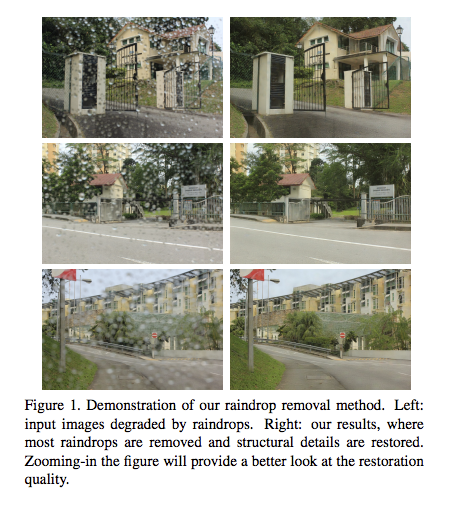 Figure 1. Demonstration of our raindrop removal method. Left:
input images degraded by raindrops. Right: our results, where
most raindrops are removed and structural details are restored.
Zooming-in the figure will provide a better look at the restoration
quality.